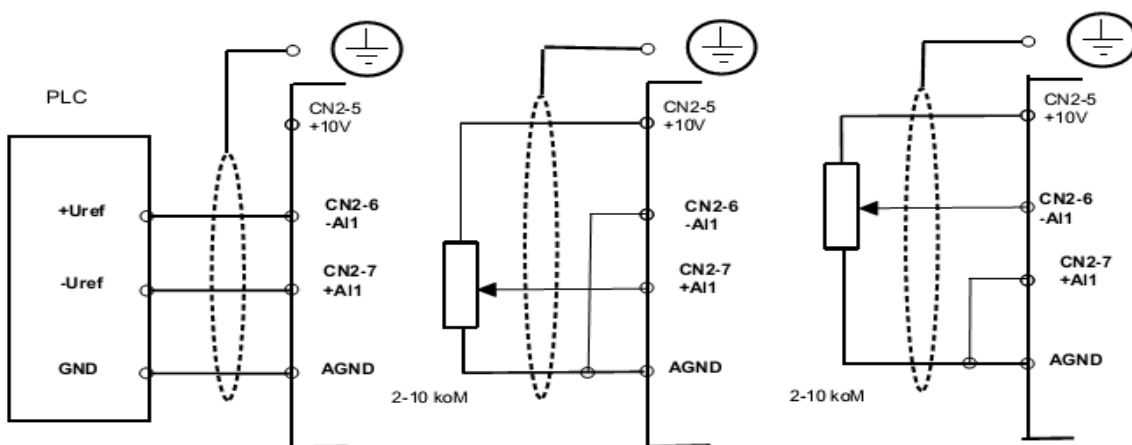 PLC
+Uref
-Uref
GND
CN2-5
+10V
CN2-6
-AI1
CN2-7
+AI1
AGND
CN2-5
+10V
CN2-6
-AI1
CN2-7
+AI1
AGND
2-10 koM
CN2-5
+10V
CN2-6
-AI1
CN2-7
+AI1
AGND
2-10 koM